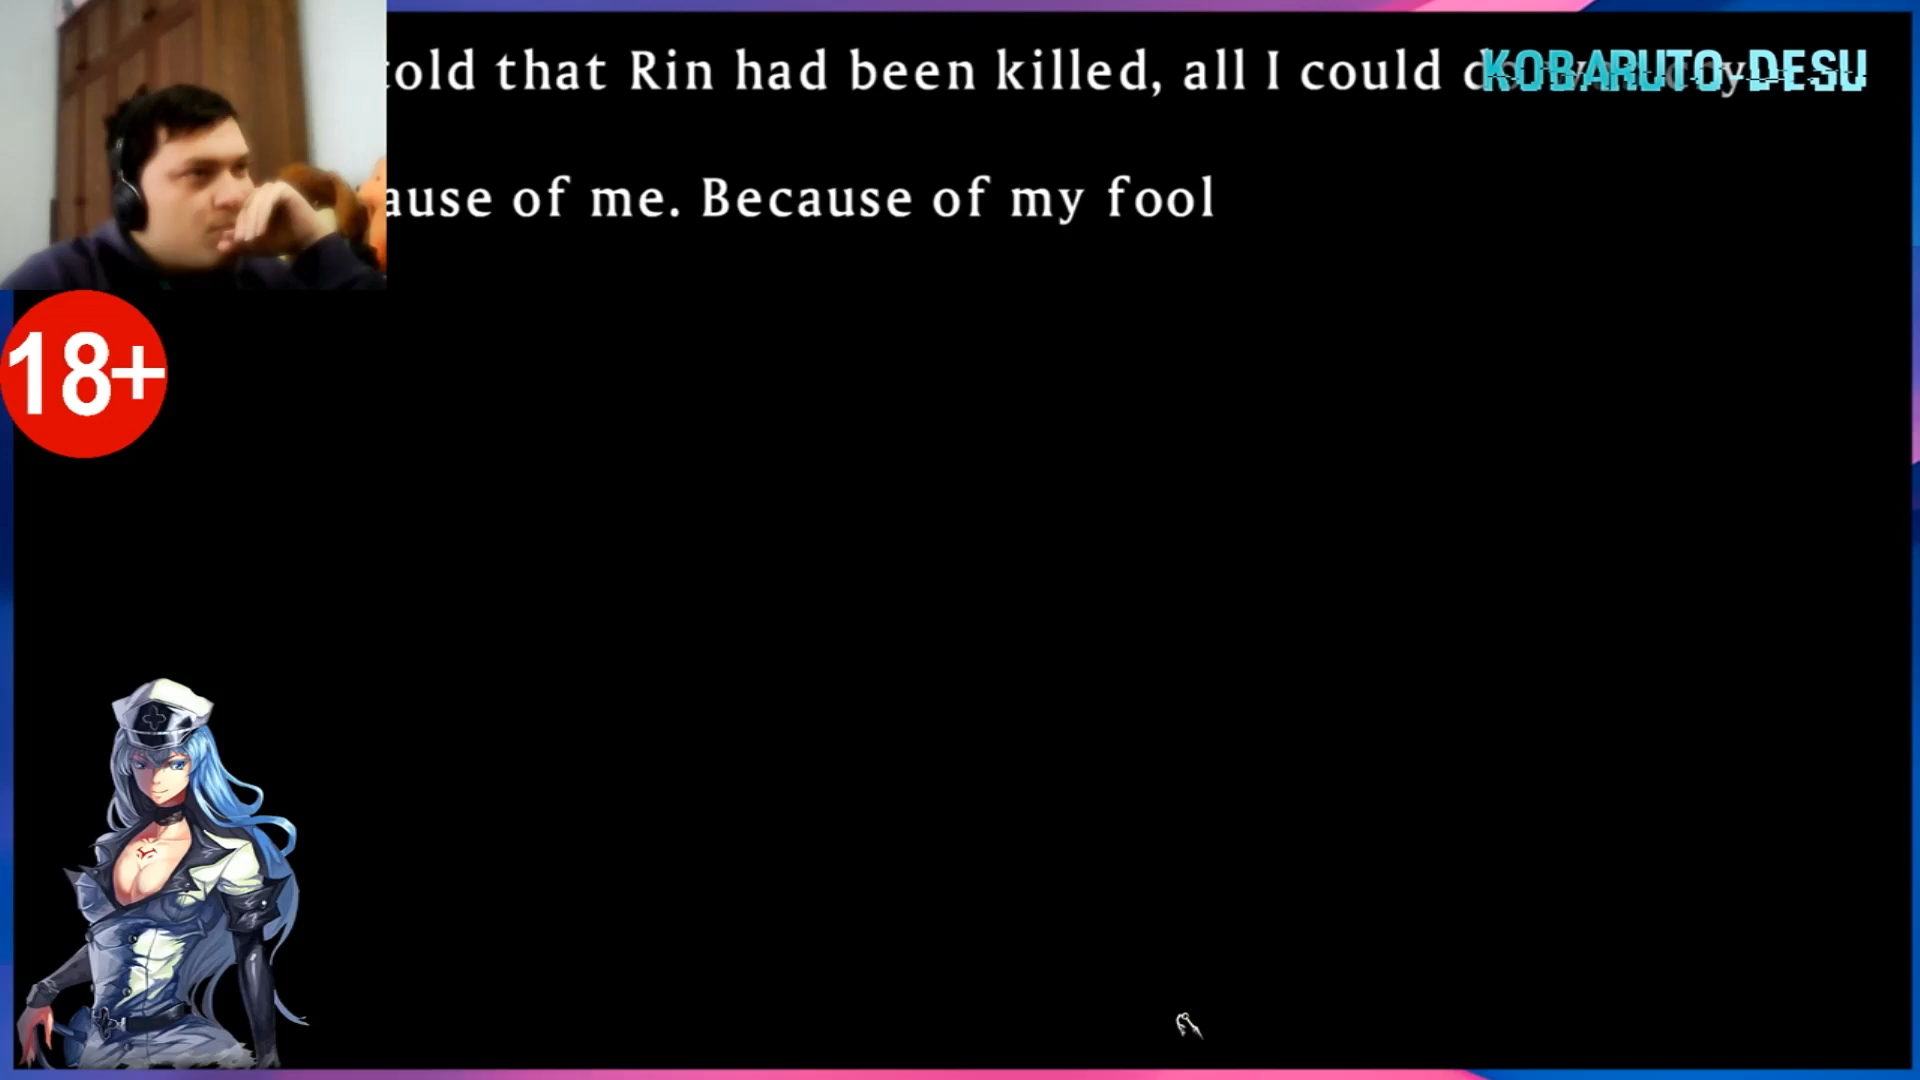 told that Rin had been killed, all I could
KOBARUTO-DESU
ause of me. Because of my fool
18+